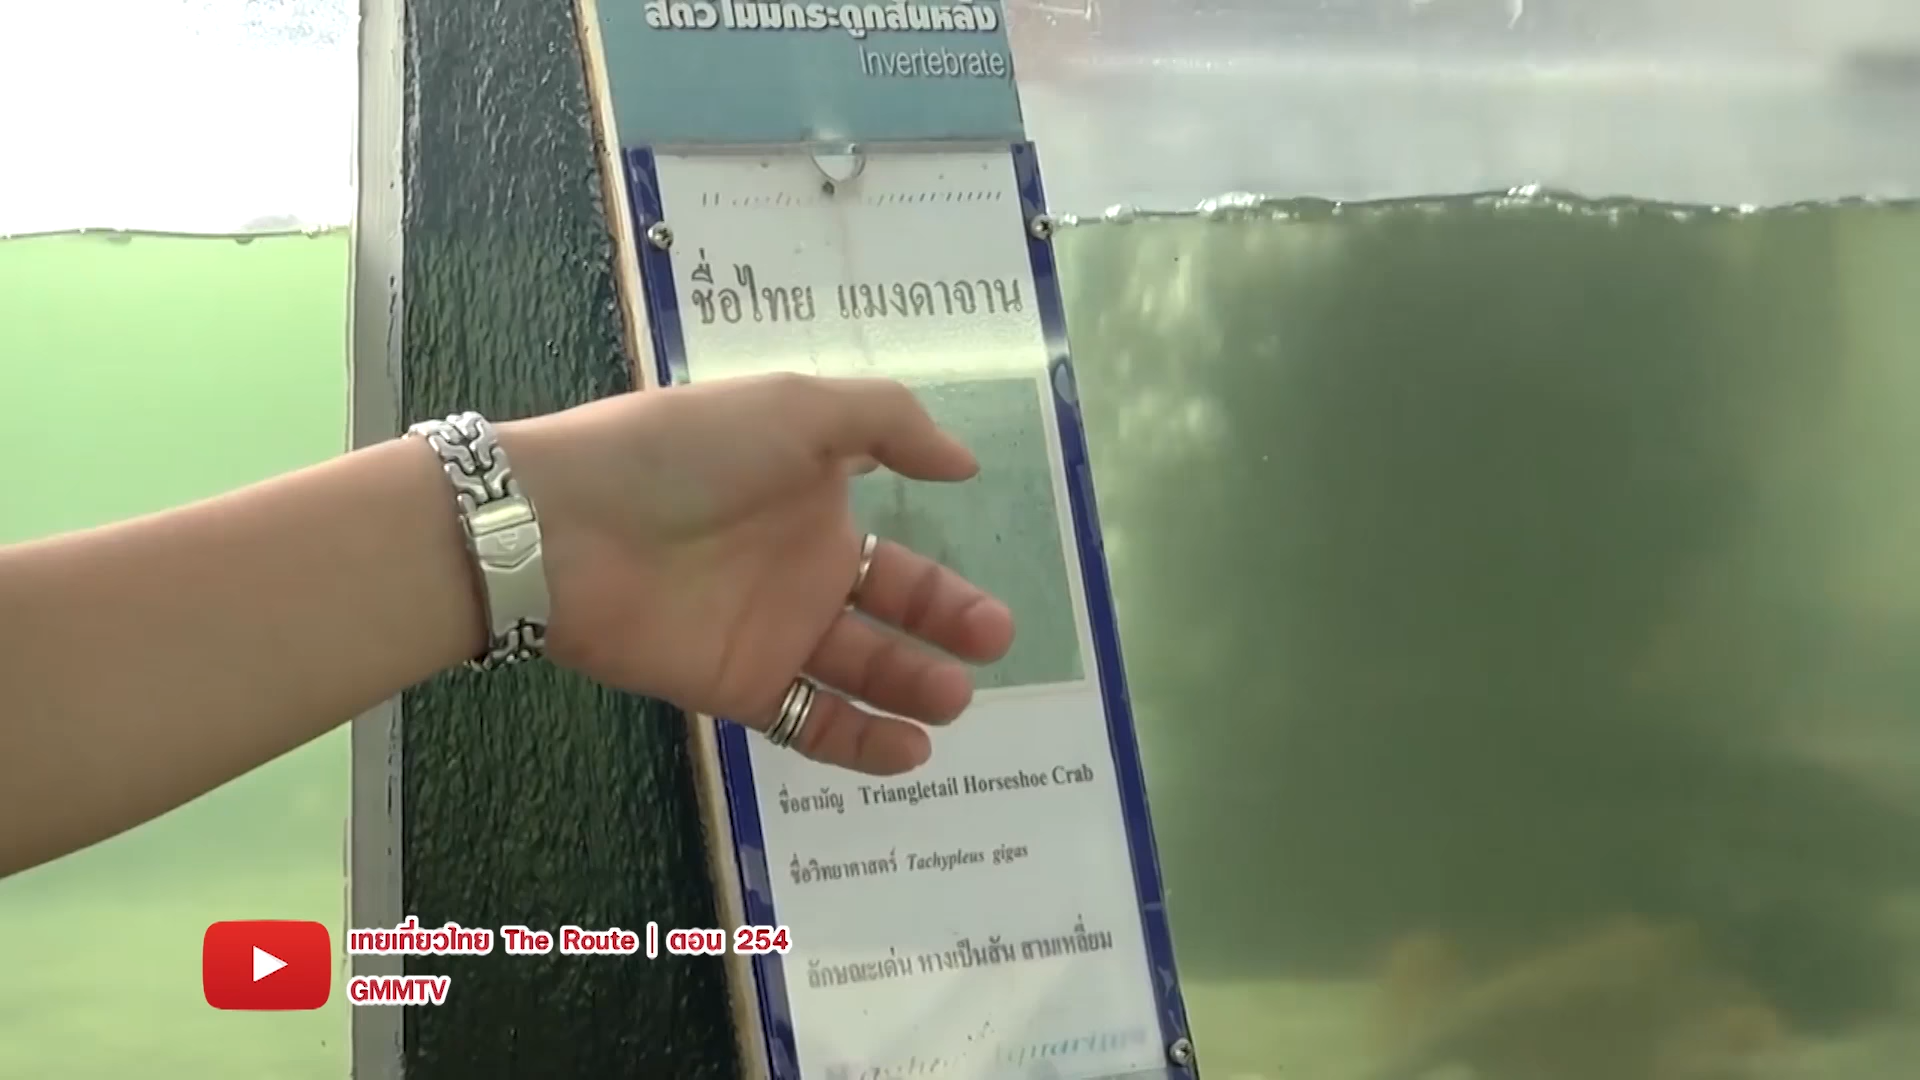 สัตว์ไม่มีกระดูกสันหลัง
Invertebrate
ชื่อไทย แมงดาจาน
ชื่อสามัญ Triangletail Horseshoe Crab
ชื่อวิทยาศาสตร์ Tachypleus gigas
ลักษณะเด่น หางเป็นสัน สามเหลี่ยม
เทยเที่ยวไทย The Route | ตอน 254
GMMTV